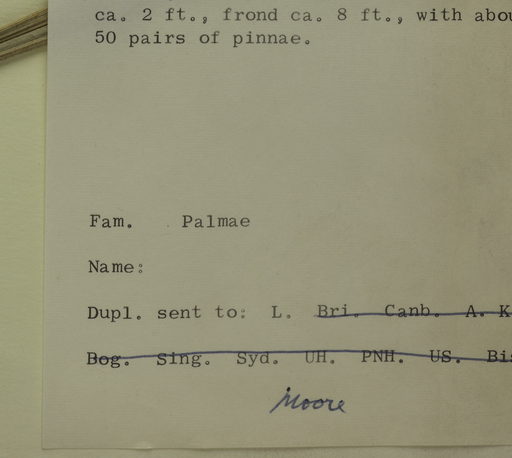 ca. 2 ft., frond ca. 8 ft., with abou
50 pairs of pinnae.
Fam. Palmae
Name:
Dupl. sent to: L. Bri. Canb. A. K
Bog. Sing. Syd. UH. PNH. US. Bis
Moore